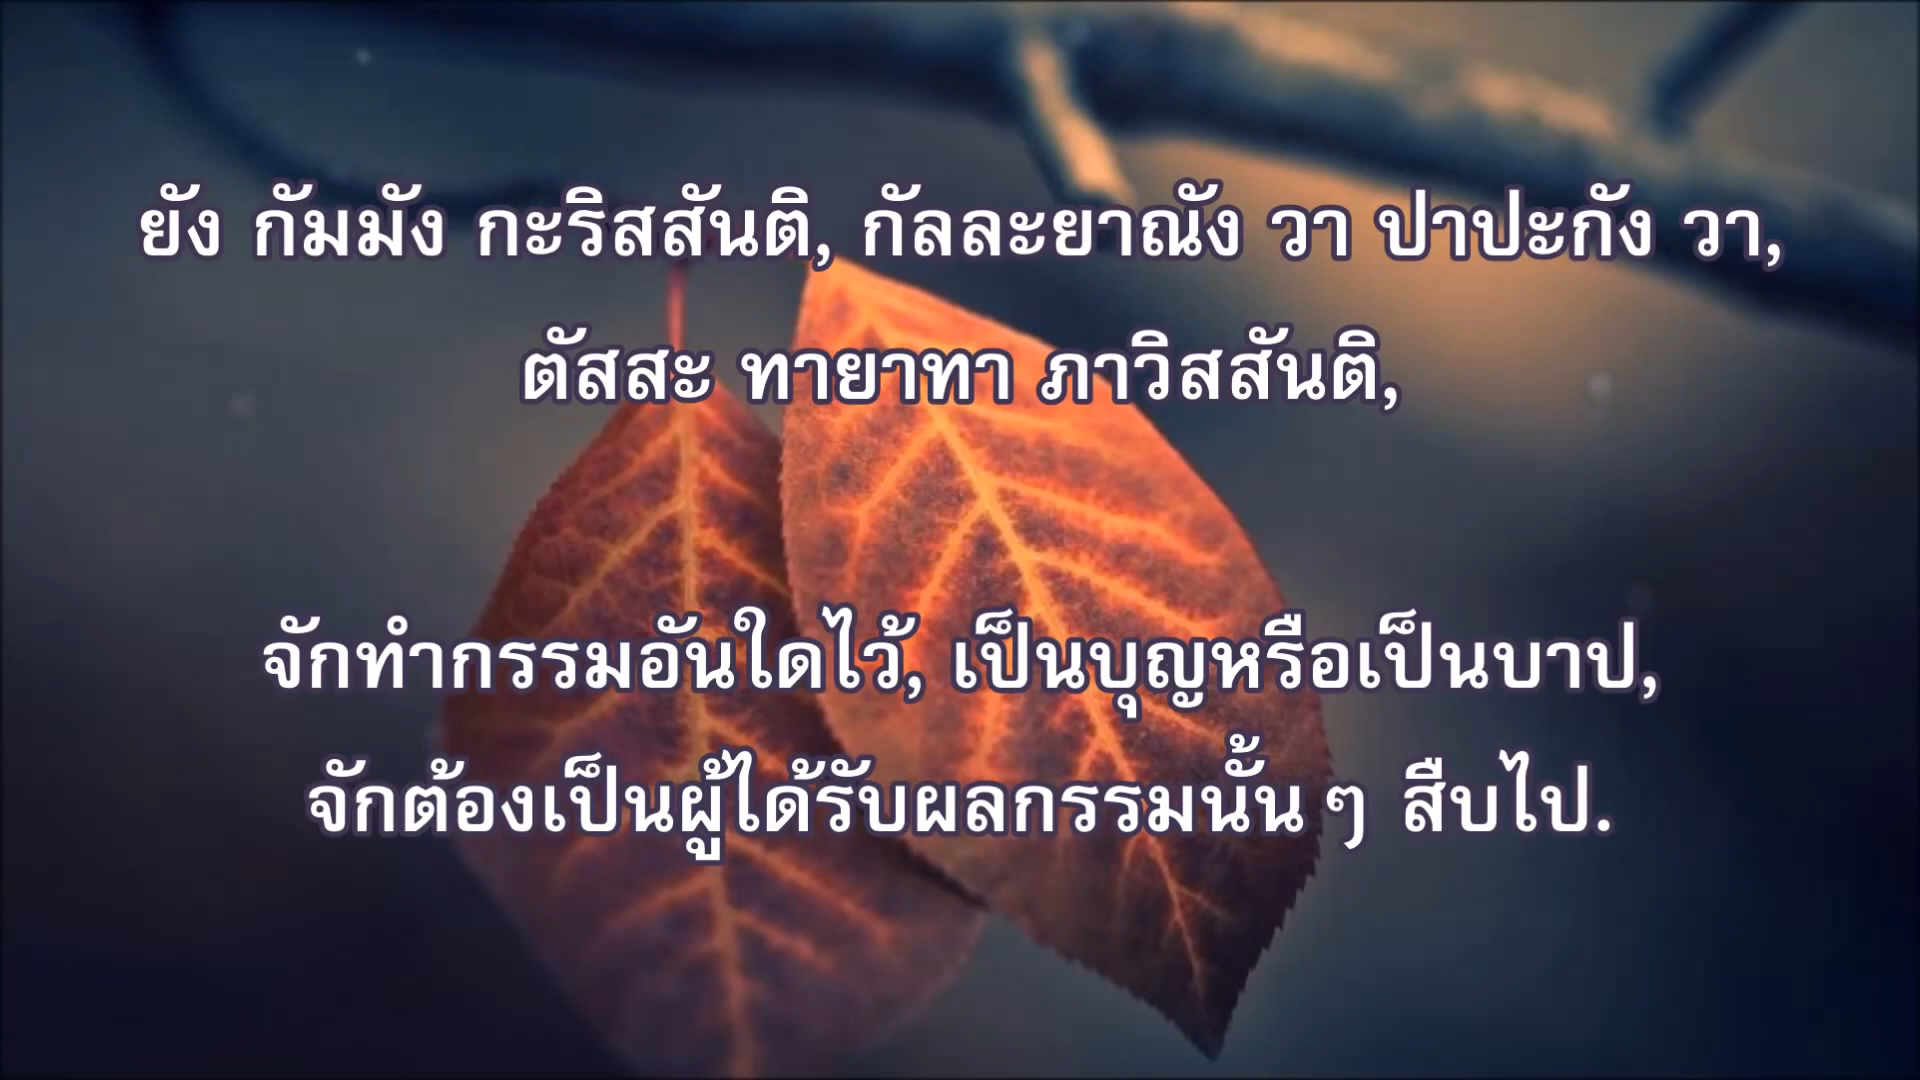 ยัง กัมมัง กะริสสันติ, กัลละยาณัง วา ปาปะกัง วา,
ตัสสะ ทายาทา ภาวิสสันติ,
จักทำกรรมอันใดไว้, เป็นบุญหรือเป็นบาป,
จักต้องเป็นผู้ได้รับผลกรรมนั้นๆ สืบไป.